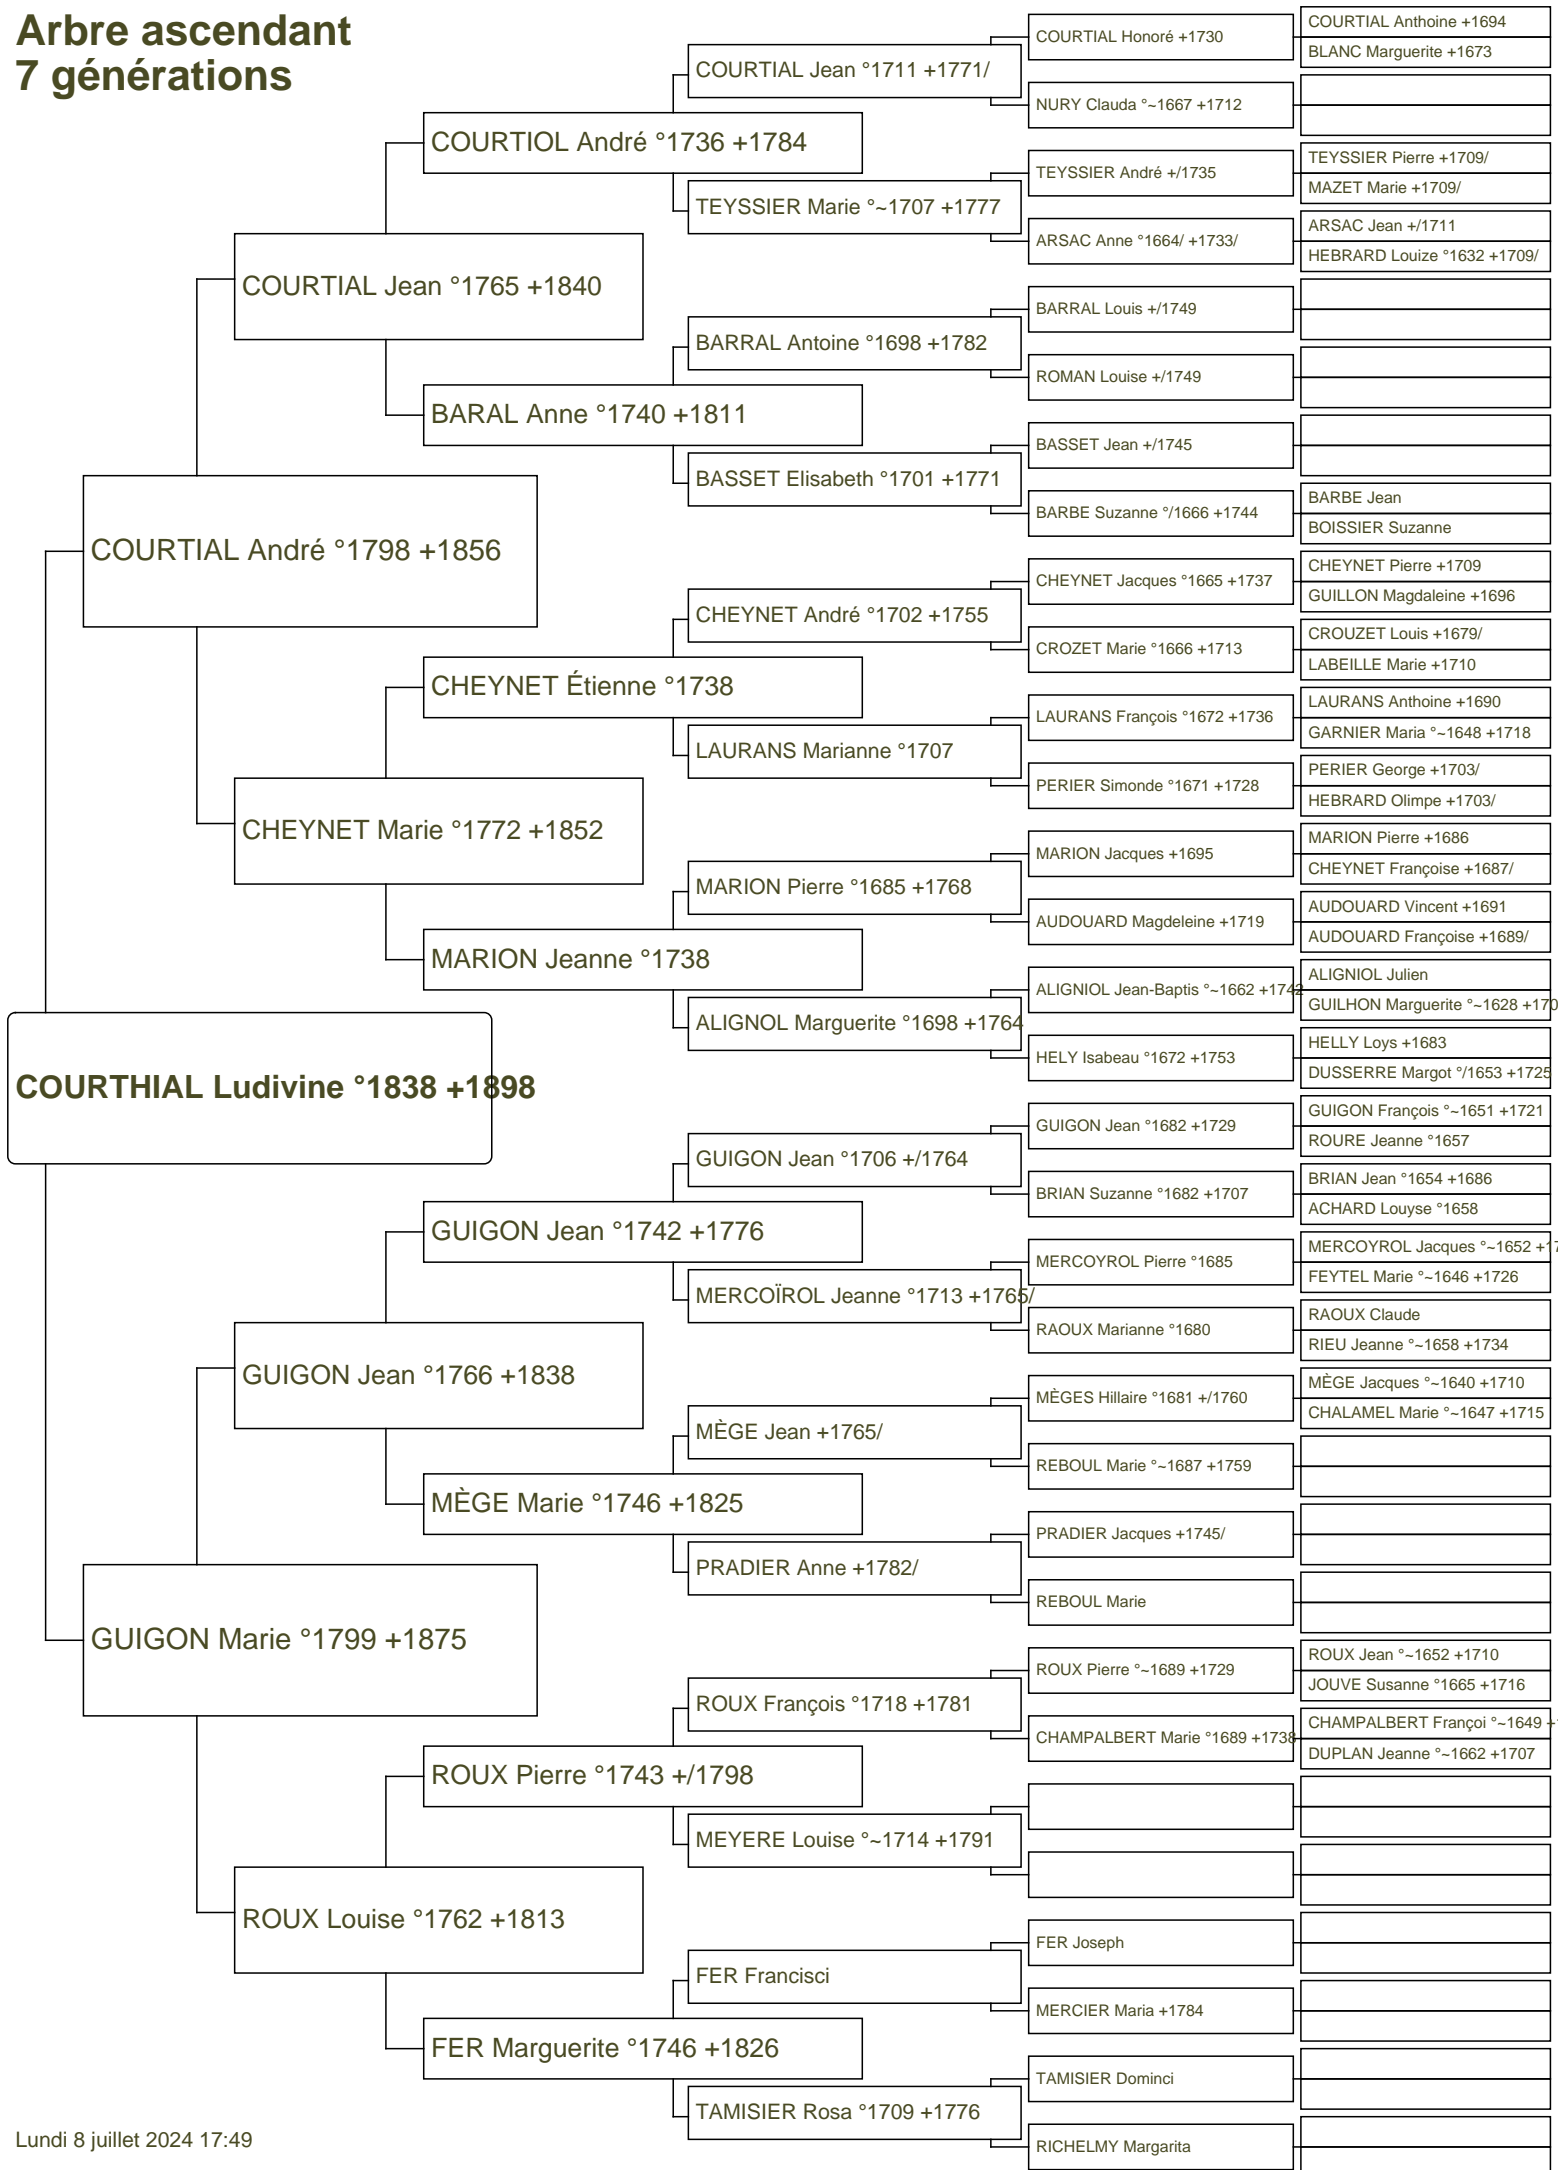 Arbre ascendant
7 générations
COURTHIAL Ludivine °1838 +1898
COURTIAL André °1798 +1856
GUIGON Marie °1799 +1875
COURTIAL Jean °1765 +1840
CHEYNET Marie °1772 +1852
GUIGON Jean °1766 +1838
ROUX Louise °1762 +1813
COURTIOL André °1736 +1784
BARAL Anne °1740 +1811
CHEYNET Étienne °1738
MARION Jeanne °1738
GUIGON Jean °1742 +1776
MÈGE Marie °1746 +1825
ROUX Pierre °1743 +/1798
FER Marguerite °1746 +1826
COURTIAL Jean °1711 +1771/
TEYSSIER Marie °~1707 +1777
BARRAL Antoine °1698 +1782
BASSET Elisabeth °1701 +1771
CHEYNET André °1702 +1755
LAURANS Marianne °1707
MARION Pierre °1685 +1768
ALIGNOL Marguerite °1698 +1764
GUIGON Jean °1706 +/1764
MERCOÏROL Jeanne °1713 +1765/
MÈGE Jean +1765/
PRADIER Anne +1782/
ROUX François °1718 +1781
MEYERE Louise °~1714 +1791
FER Francisci
TAMISIER Rosa °1709 +1776
COURTIAL Honoré +1730
NURY Clauda °~1667 +1712
TEYSSIER André +/1735
ARSAC Anne °1664/ +1733/
BARRAL Louis +/1749
ROMAN Louise +/1749
BASSET Jean +/1745
BARBE Suzanne °/1666 +1744
CHEYNET Jacques °1665 +1737
CROZET Marie °1666 +1713
LAURANS François °1672 +1736
PERIER Simonde °1671 +1728
MARION Jacques +1695
AUDOUARD Magdeleine +1719
ALIGNIOL Jean-Baptis °~1662 +1742
HELY Isabeau °1672 +1753
GUIGON Jean °1682 +1729
BRIAN Suzanne °1682 +1707
MERCOYROL Pierre °1685
RAOUX Marianne °1680
MÈGES Hillaire °1681 +/1760
REBOUL Marie °~1687 +1759
PRADIER Jacques +1745/
REBOUL Marie
ROUX Pierre °~1689 +1729
CHAMPALBERT Marie °1689 +1738
FER Joseph
MERCIER Maria +1784
TAMISIER Dominci
RICHELMY Margarita
COURTIAL Anthoine +1694
BLANC Marguerite +1673
TEYSSIER Pierre +1709/
MAZET Marie +1709/
ARSAC Jean +/1711
HEBRARD Louize °1632 +1709/
BARBE Jean
BOISSIER Suzanne
CHEYNET Pierre +1709
GUILLON Magdaleine +1696
CROUZET Louis +1679/
LABEILLE Marie +1710
LAURANS Anthoine +1690
GARNIER Maria °~1648 +1718
PERIER George +1703/
HEBRARD Olimpe +1703/
MARION Pierre +1686
CHEYNET Françoise +1687/
AUDOUARD Vincent +1691
AUDOUARD Françoise +1689/
ALIGNIOL Julien
GUILHON Marguerite °~1628 +170
HELLY Loys +1683
DUSSERRE Margot °/1653 +1725
GUIGON François °~1651 +1721
ROURE Jeanne °1657
BRIAN Jean °1654 +1686
ACHARD Louyse °1658
MERCOYROL Jacques °~1652 +17
FEYTEL Marie °~1646 +1726
RAOUX Claude
RIEU Jeanne °~1658 +1734
MÈGE Jacques °~1640 +1710
CHALAMEL Marie °~1647 +1715
ROUX Jean °~1652 +1710
JOUVE Susanne °1665 +1716
CHAMPALBERT Françoi °~1649 +
DUPLAN Jeanne °~1662 +1707
Lundi 8 juillet 2024 17:49